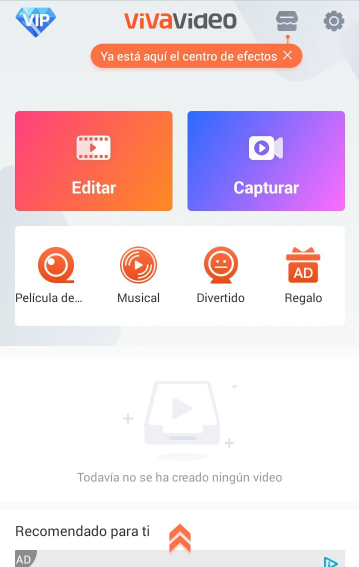 VIP
VIVAVIDEO
Ya está aquí el centro de efectos
Editar
Capturar
Película de...
Musical
Divertido
AD
Regalo
Todavía no se ha creado ningún video
Recomendado para ti
AD